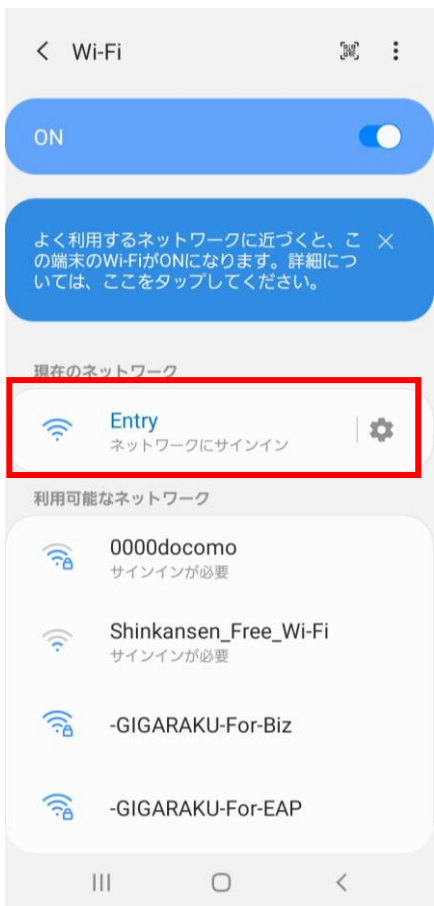 Wi-Fi
ON
よく利用するネットワークに近づくと、こ
の端末のWi-FiがONになります。詳細につ
いては、ここをタップしてください。
現在のネットワーク
Entry
ネットワークにサインイン
利用可能なネットワーク
0000docomo
サインインが必要
Shinkansen_Free_Wi-Fi
サインインが必要
-GIGARAKU-For-Biz
-GIGARAKU-For-EAP